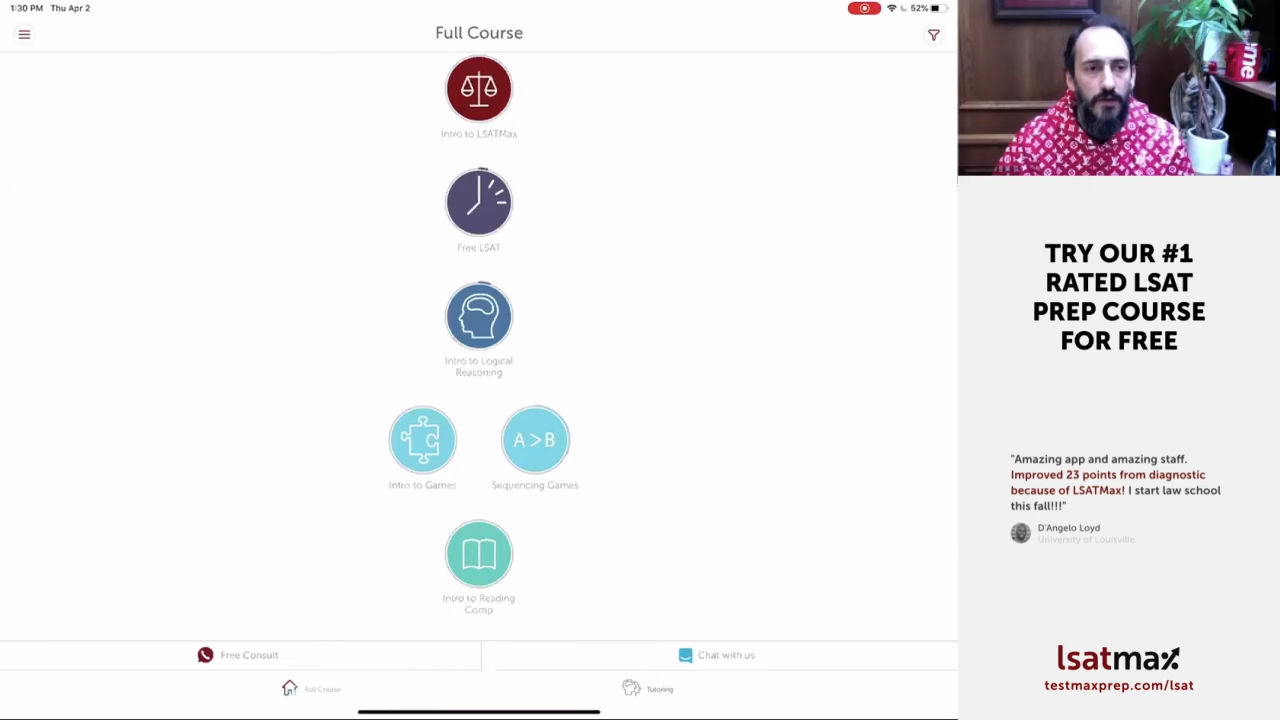 1:30 PM Thu Apr 2
52%
Full Course
Intro to LSATMax
Free LSAT
Intro to Logical
Reasoning
C
A>B
Intro to Games
Sequencing Games
Intro to Reading
Comp
Free Consult
Chat with us
Full Course
Tutoring
me
TRY OUR #1
RATED LSAT
PREP COURSE
FOR FREE
"Amazing app and amazing staff.
Improved 23 points from diagnostic
because of LSATMax! I start law school
this fall!!!"
D'Angelo Loyd
University of Louisville
lsatmax
testmaxprep.com/lsat